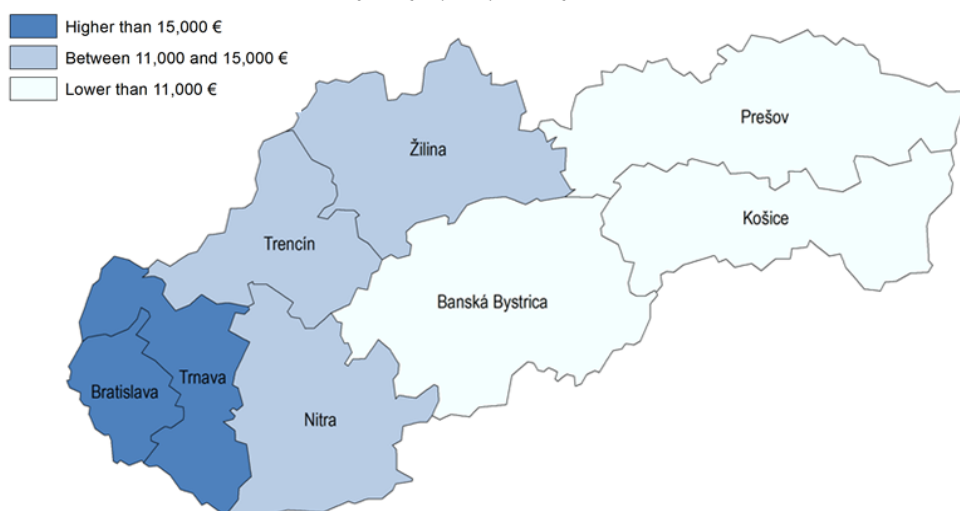 Higher than 15,000 €
Between 11,000 and 15,000 €
Lower than 11,000 €
Prešov
Žilina
Košice
Trencín
Banská Bystrica
Trnava
Bratislava
Nitra